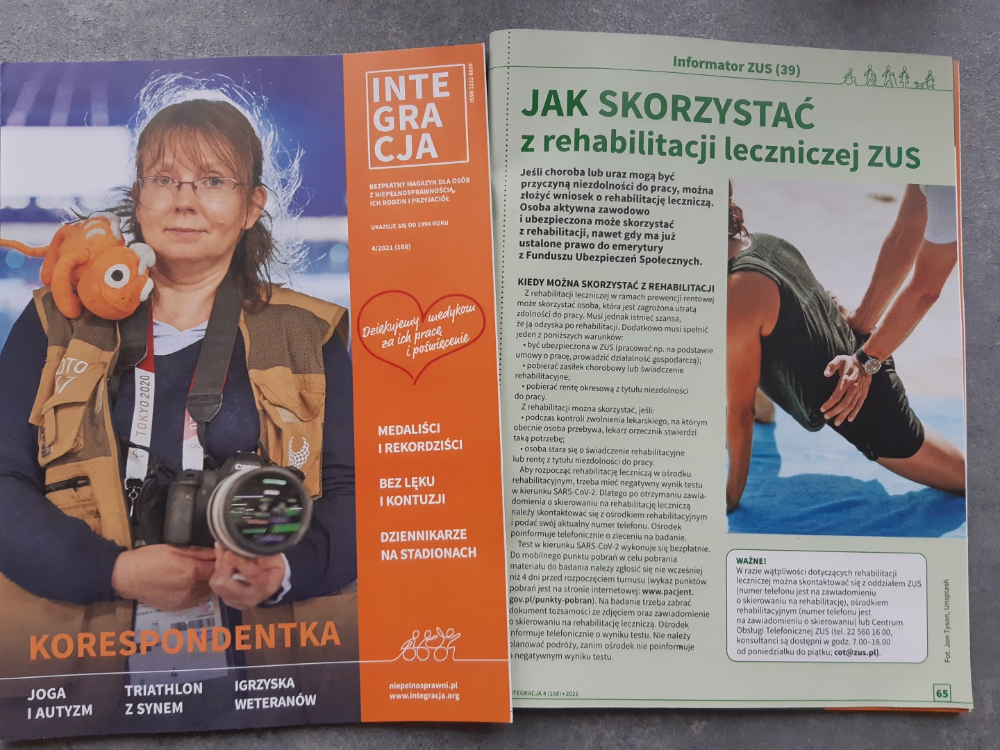 INTE
GRA
CJA
ISSN 1232-8510
BEZPŁATNY MAGAZYN DLA OSÓB
Z NIEPEŁNOSPRAWNOŚCIĄ,
ICH RODZIN I PRZYJACIÓŁ
UKAZUJE SIĘ OD 1994 ROKU
4/2021 (168)
Dziękujemy medykom
za ich pracę
i poświęcenie
MEDALIŚCI
I REKORDZIŚCI
BEZ LĘKU
I KONTUZJI
DZIENNIKARZE
NA STADIONACH
TOKYO 2020
Canon
KORESPONDENTKA
JOGA
I AUTYZM
TRIATHLON
Z SYNEM
IGRZYSKA
WETERANÓW
niepelnosprawni.pl
www.integracja.org
Informator ZUS (39)
JAK SKORZYSTAĆ
z rehabilitacji leczniczej ZUS
Jeśli choroba lub uraz mogą być
przyczyną niezdolności do pracy, można
złożyć wniosek o rehabilitację leczniczą.
Osoba aktywna zawodowo
i ubezpieczona może skorzystać
z rehabilitacji, nawet gdy ma już
ustalone prawo do emerytury
z Funduszu Ubezpieczeń Społecznych.
KIEDY MOŻNA SKORZYSTAĆ Z REHABILITACJI
Z rehabilitacji leczniczej w ramach prewencji rentowej
może skorzystać osoba, która jest zagrożona utratą
zdolności do pracy. Musi jednak istnieć szansa,
że ją odzyska po rehabilitacji. Dodatkowo musi spełnić
jeden z poniższych warunków:
• być ubezpieczona w ZUS (pracować np. na podstawie
umowy o pracę, prowadzić działalność gospodarczą);
• pobierać zasiłek chorobowy lub świadczenie
rehabilitacyjne;
• pobierać rentę okresową z tytułu niezdolności
do pracy.
Z rehabilitacji można skorzystać, jeśli:
• podczas kontroli zwolnienia lekarskiego, na którym
obecnie osoba przebywa, lekarz orzecznik stwierdzi
taką potrzebę;
• osoba stara się o świadczenie rehabilitacyjne
lub rentę z tytułu niezdolności do pracy.
Aby rozpocząć rehabilitację leczniczą w ośrodku
rehabilitacyjnym, trzeba mieć negatywny wynik testu
w kierunku SARS-CoV-2. Dlatego po otrzymaniu zawia-
domienia o skierowaniu na rehabilitację leczniczą
należy skontaktować się z ośrodkiem rehabilitacyjnym
i podać swój aktualny numer telefonu. Ośrodek
poinformuje telefonicznie o zleceniu na badanie.
Test w kierunku SARS-CoV-2 wykonuje się bezpłatnie.
Do mobilnego punktu pobrań w celu pobrania
materiału do badania należy zgłosić się nie wcześniej
niż 4 dni przed rozpoczęciem turnusu (wykaz punktów
pobrań jest na stronie internetowej: www.pacjent.
gov.pl/punkty-pobran). Na badanie trzeba zabrać
dokument tożsamości ze zdjęciem oraz zawiadomienie
o skierowaniu na rehabilitację leczniczą. Ośrodek
informuje telefonicznie o wyniku testu. Nie należy
planować podróży, zanim ośrodek nie poinformuje
o negatywnym wyniku testu.
WAŻNE!
W razie wątpliwości dotyczących rehabilitacji
leczniczej można skontaktować się z oddziałem ZUS
(numer telefonu jest na zawiadomieniu
o skierowaniu na rehabilitację), ośrodkiem
rehabilitacyjnym (numer telefonu jest
na zawiadomieniu o skierowaniu) lub Centrum
Obsługi Telefonicznej ZUS (tel. 22 560 16 00,
konsultanci są dostępni w godz. 7.00–18.00
od poniedziałku do piątku; cot@zus.pl).
Fot. Jon Tyson, Unsplash
INTEGRACJA 4 (168) • 2021
65